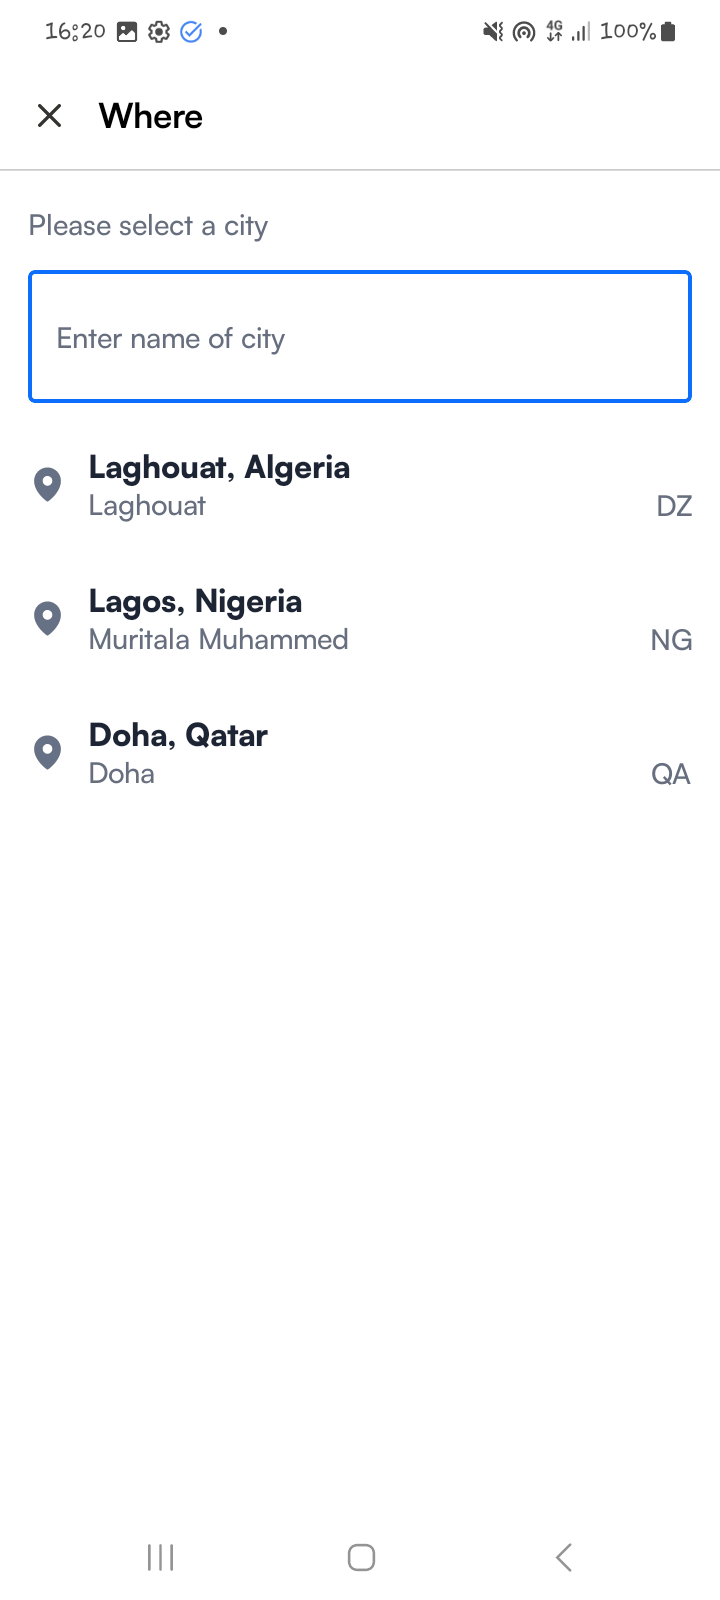 16:20 4G 100%
Where
Please select a city
Enter name of city
Laghouat, Algeria
Laghouat DZ
Lagos, Nigeria
Muritala Muhammed NG
Doha, Qatar
Doha QA